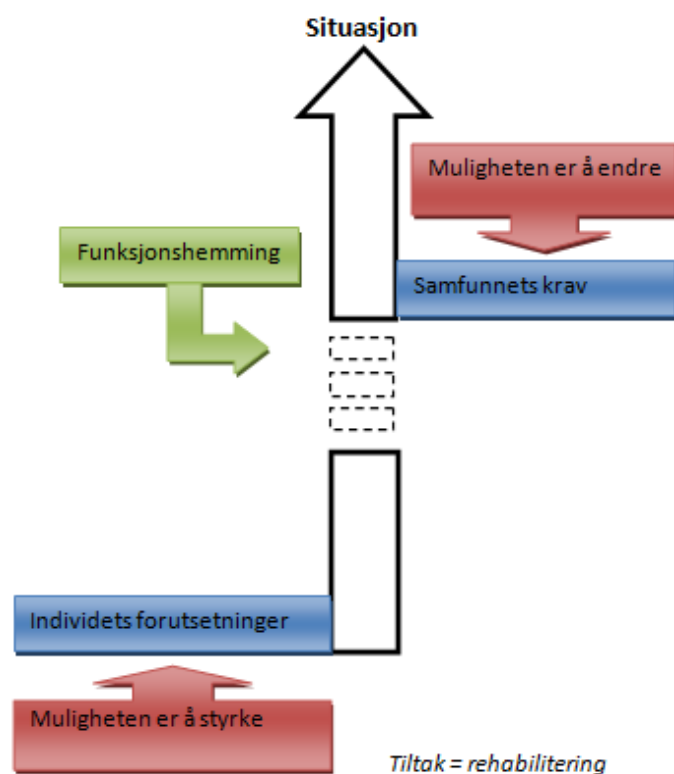 Situasjon
Muligheten er å endre
Funksjonshemming
Samfunnets krav
Individets forutsetninger
Muligheten er å styrke
Tiltak = rehabilitering